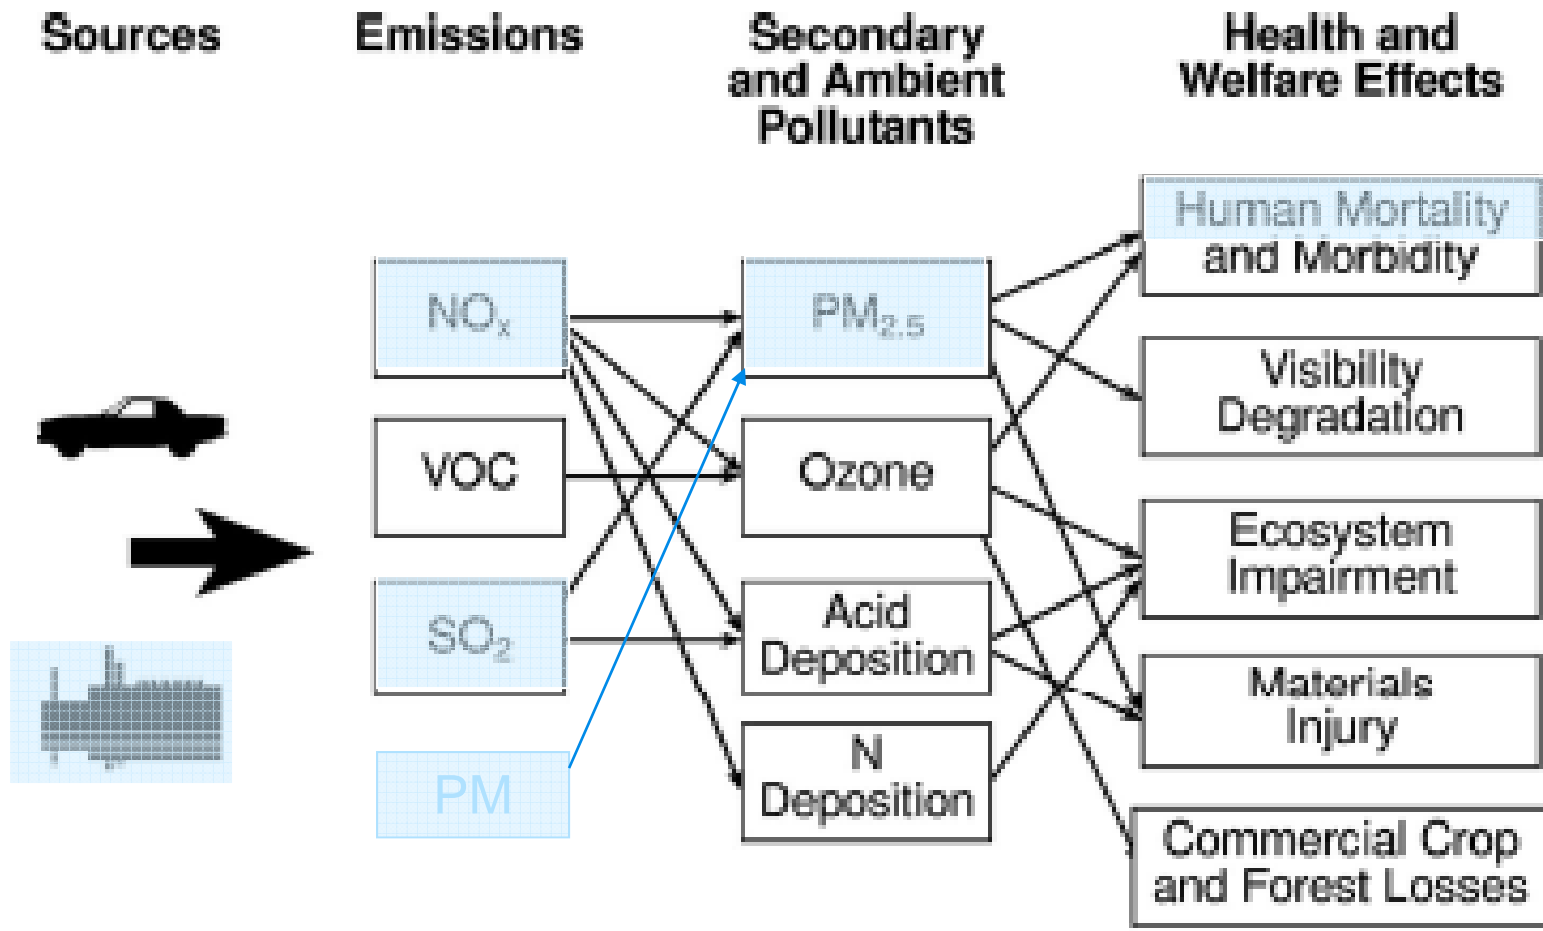 Sources
Emissions
Secondary
and Ambient
Pollutants
Health and
Welfare Effects
NOₓ
VOC
SO₂
PM
PM₂.₅
Ozone
Acid
Deposition
N
Deposition
Human Mortality
and Morbidity
Visibility
Degradation
Ecosystem
Impairment
Materials
Injury
Commercial Crop
and Forest Losses